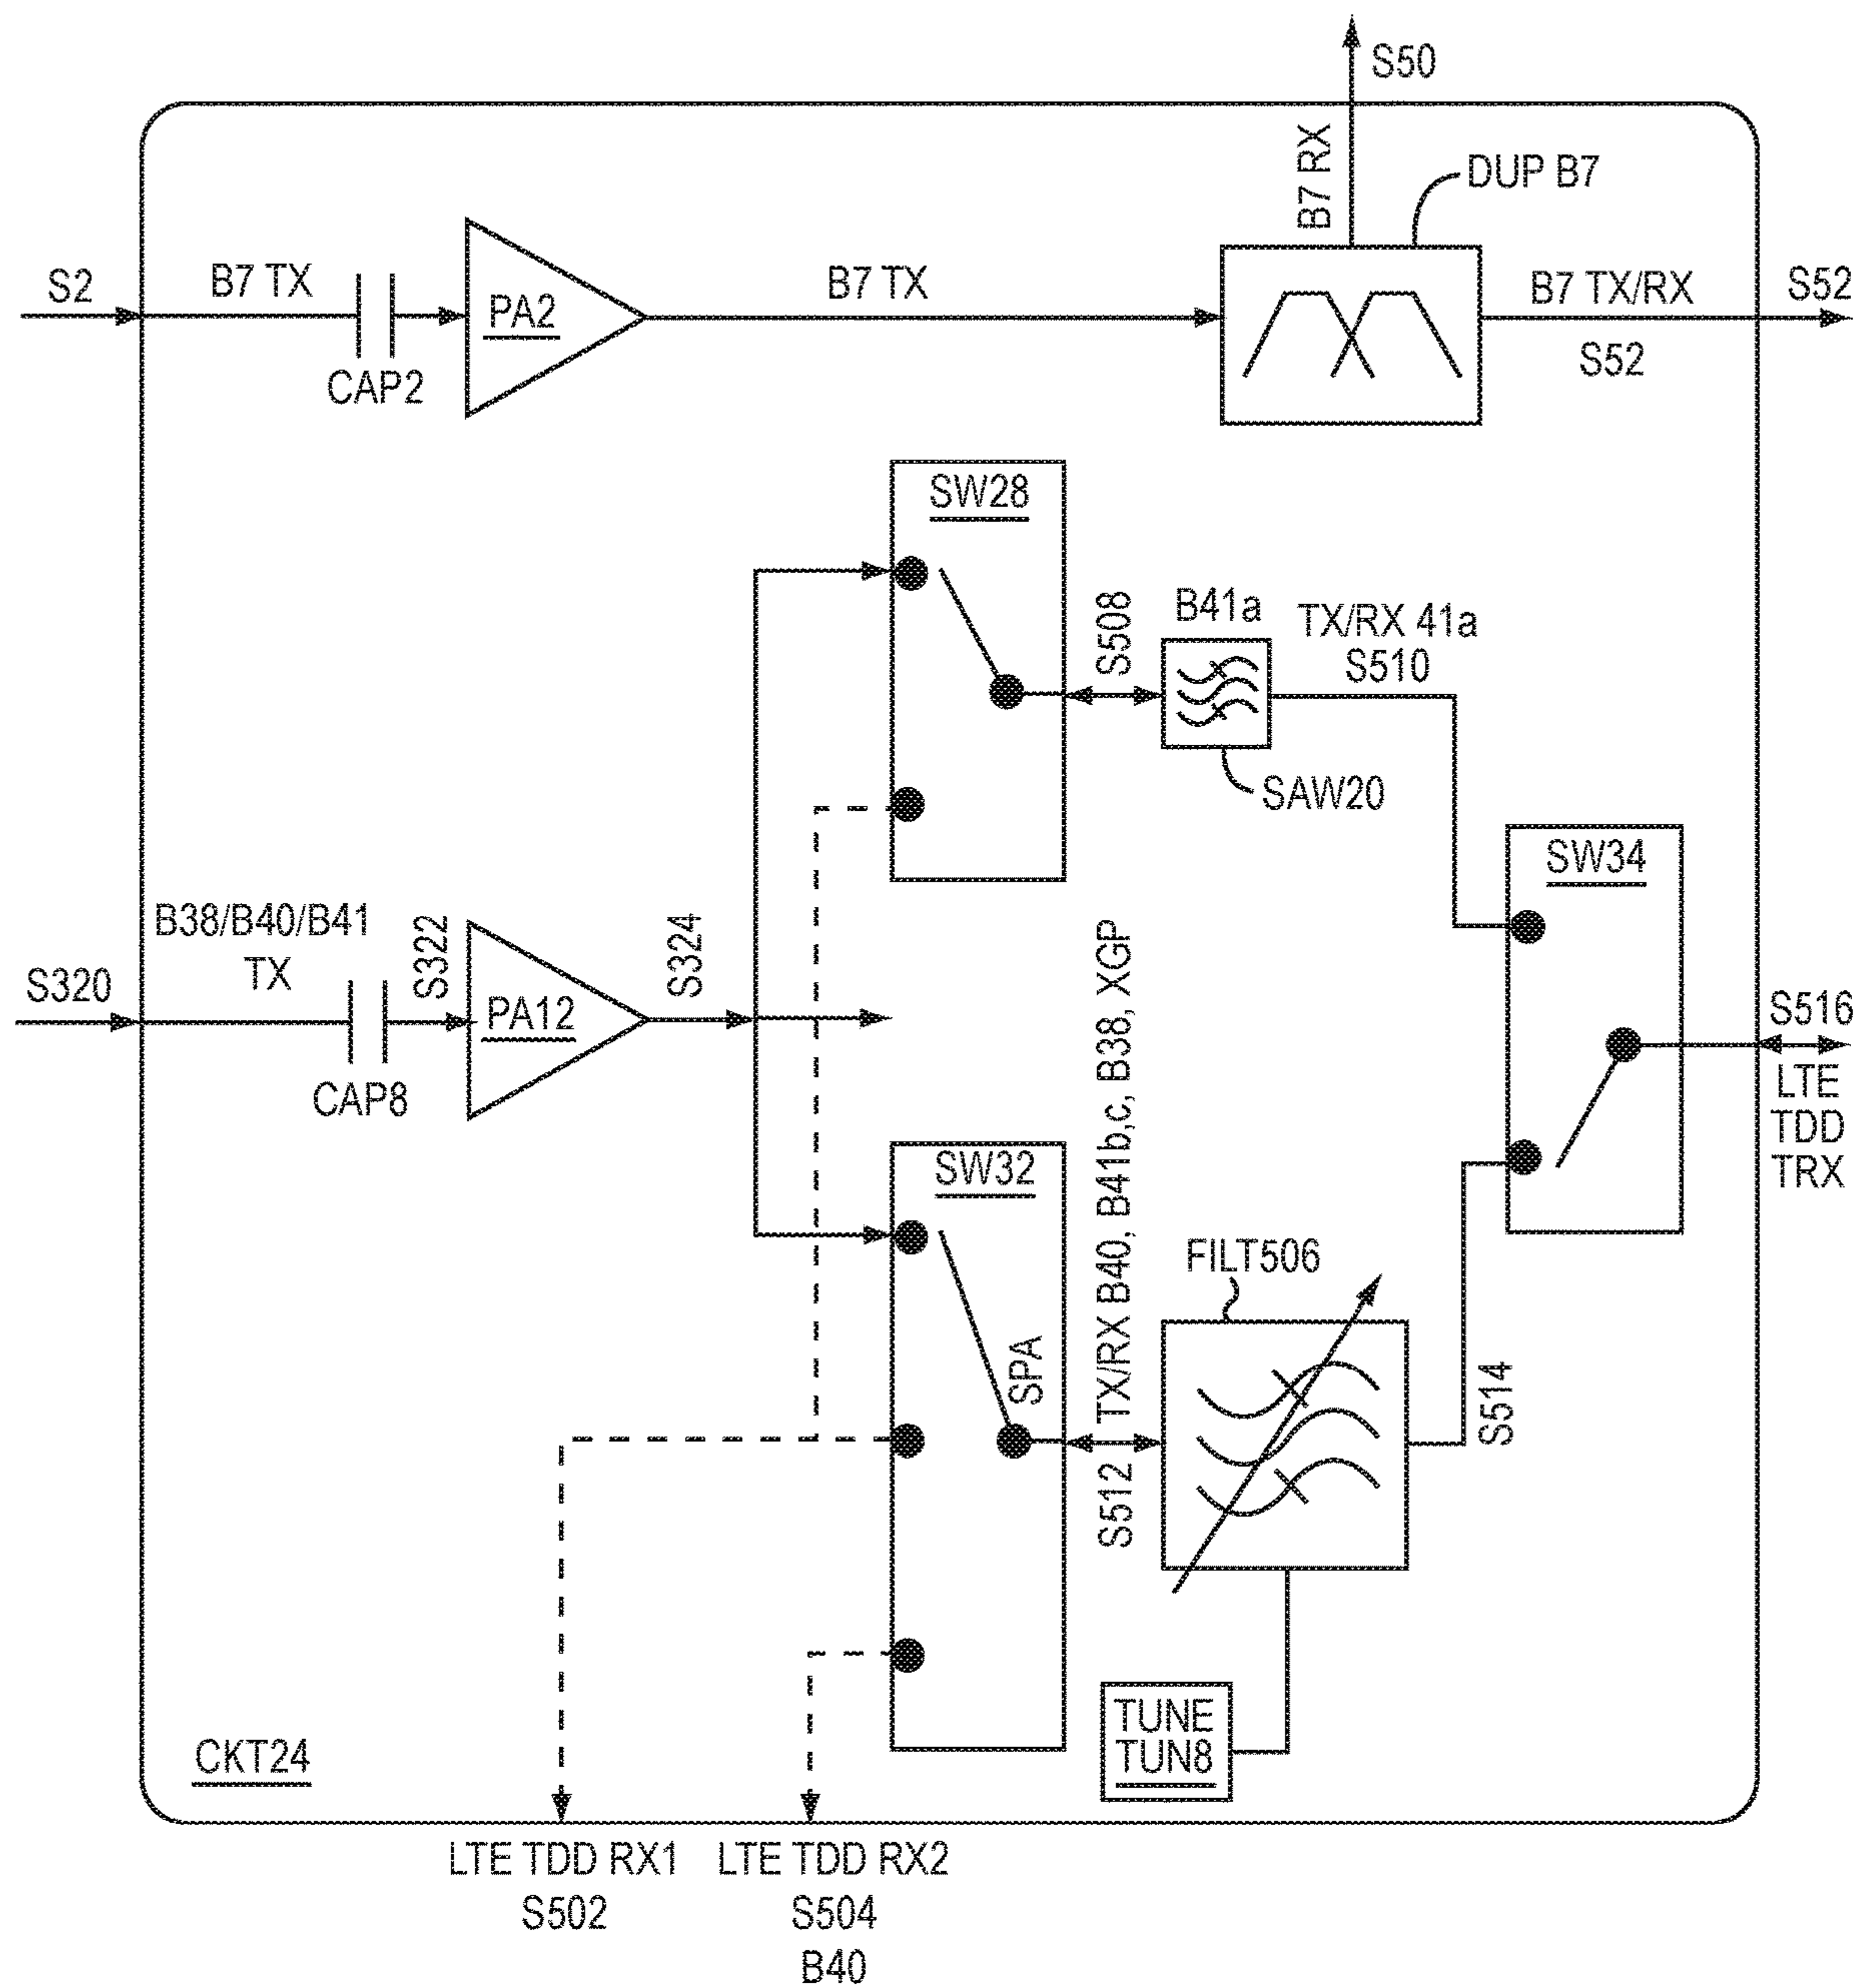 S50
B7 RX
DUP B7
S2
B7 TX
CAP2
PA2
B7 TX
B7 TX/RX
S52
S52
SW28
S508
B41a
TX/RX 41a
S510
SAW20
SW34
B38/B40/B41
TX
S320
S322
CAP8
PA12
S324
S516
LTE
TDD
TRX
SW32
SPA
S512 TX/RX B40, B41b,c, B38, XGP
FILT506
S514
TUNE
TUN8
CKT24
LTE TDD RX1
S502
LTE TDD RX2
S504
B40